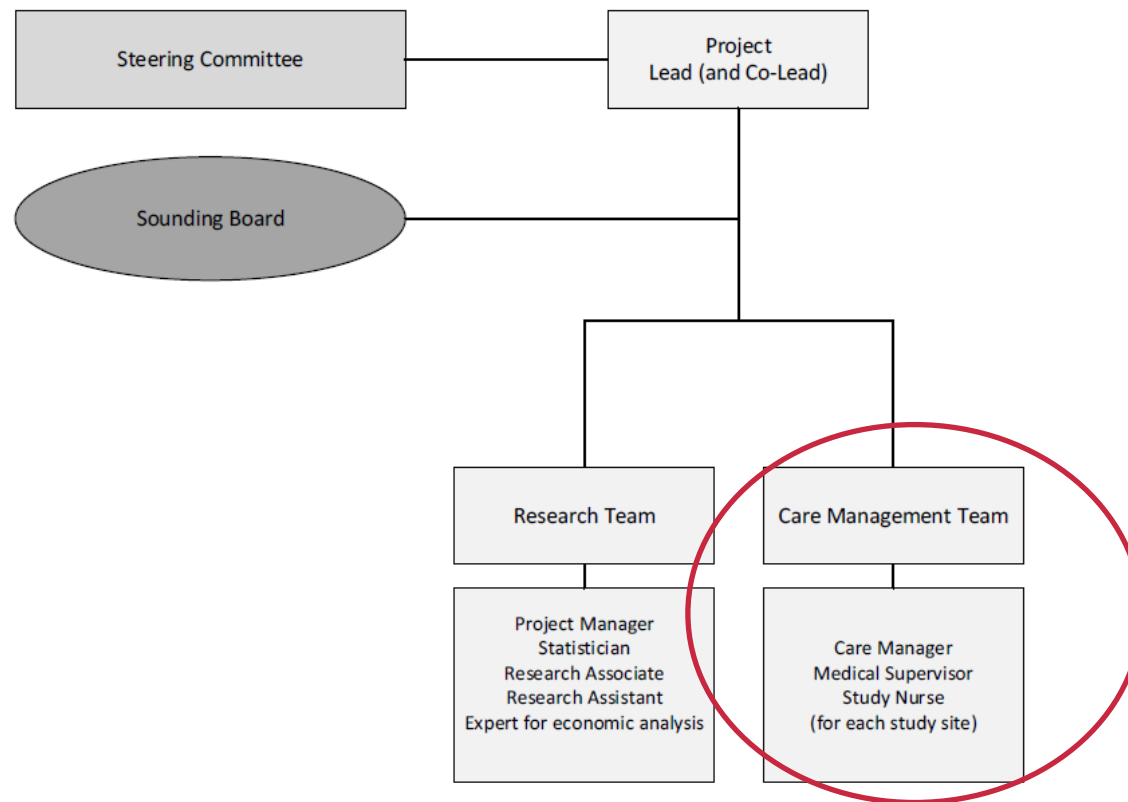 Steering Committee
Project
Lead (and Co-Lead)
Sounding Board
Research Team
Care Management Team
Project Manager
Statistician
Research Associate
Research Assistant
Expert for economic analysis
Care Manager
Medical Supervisor
Study Nurse
(for each study site)